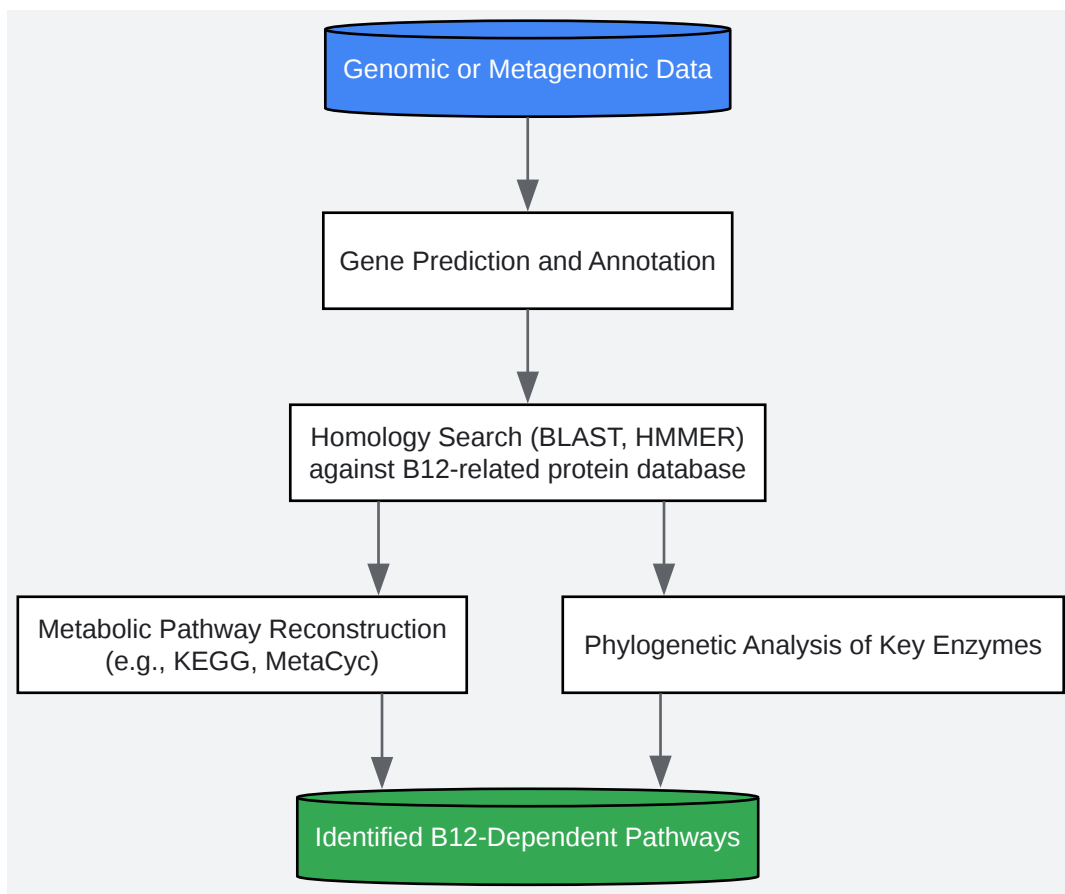 Genomic or Metagenomic Data
Gene Prediction and Annotation
Homology Search (BLAST, HMMER)
against B12-related protein database
Metabolic Pathway Reconstruction
(e.g., KEGG, MetaCyc)
Phylogenetic Analysis of Key Enzymes
Identified B12-Dependent Pathways